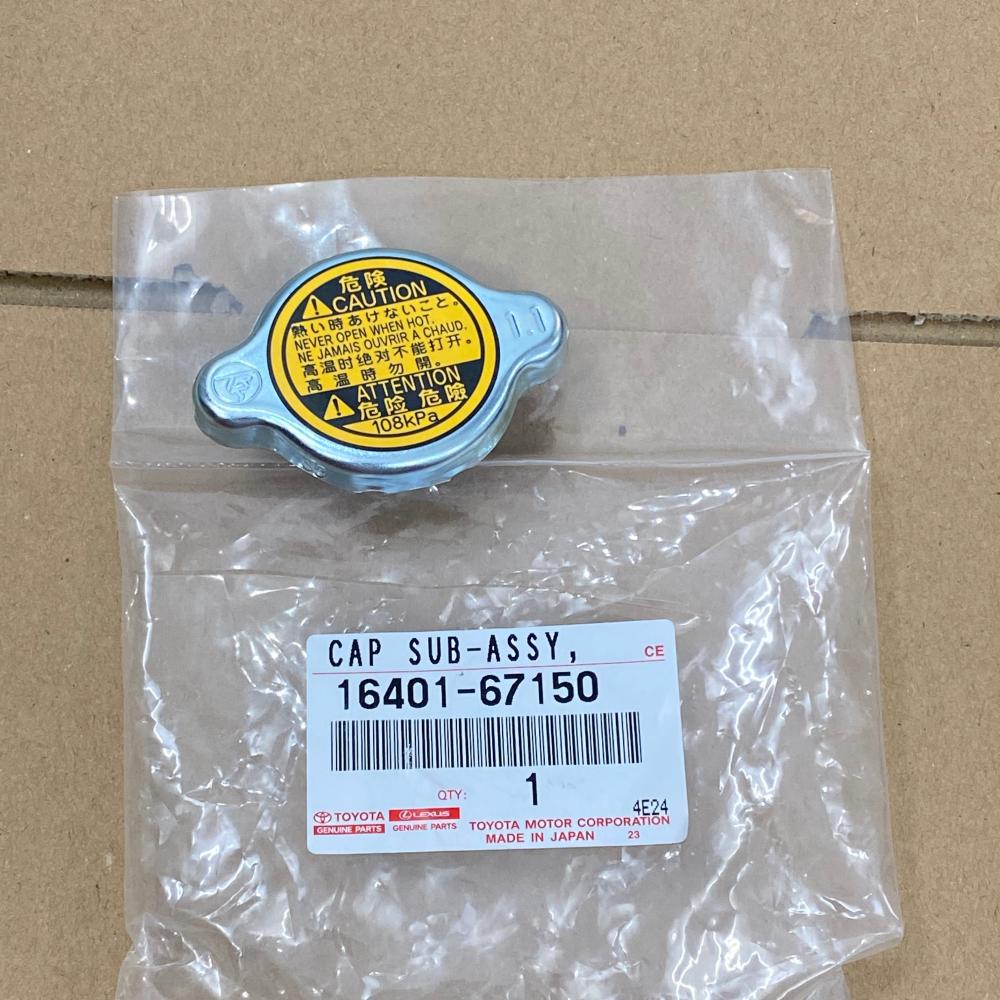 危険
CAUTION
1.1
熱い時あけないこと。
NEVER OPEN WHEN HOT.
NE JAMAIS OUVRIR A CHAUD.
高温时绝对不能打开。
高温時勿開。
ATTENTION
危险 危險
108kPa
CAP SUB-ASSY,
CE
16401-67150
QTY: 1
4E24
TOYOTA
GENUINE PARTS
LEXUS
GENUINE PARTS
TOYOTA MOTOR CORPORATION
MADE IN JAPAN 23